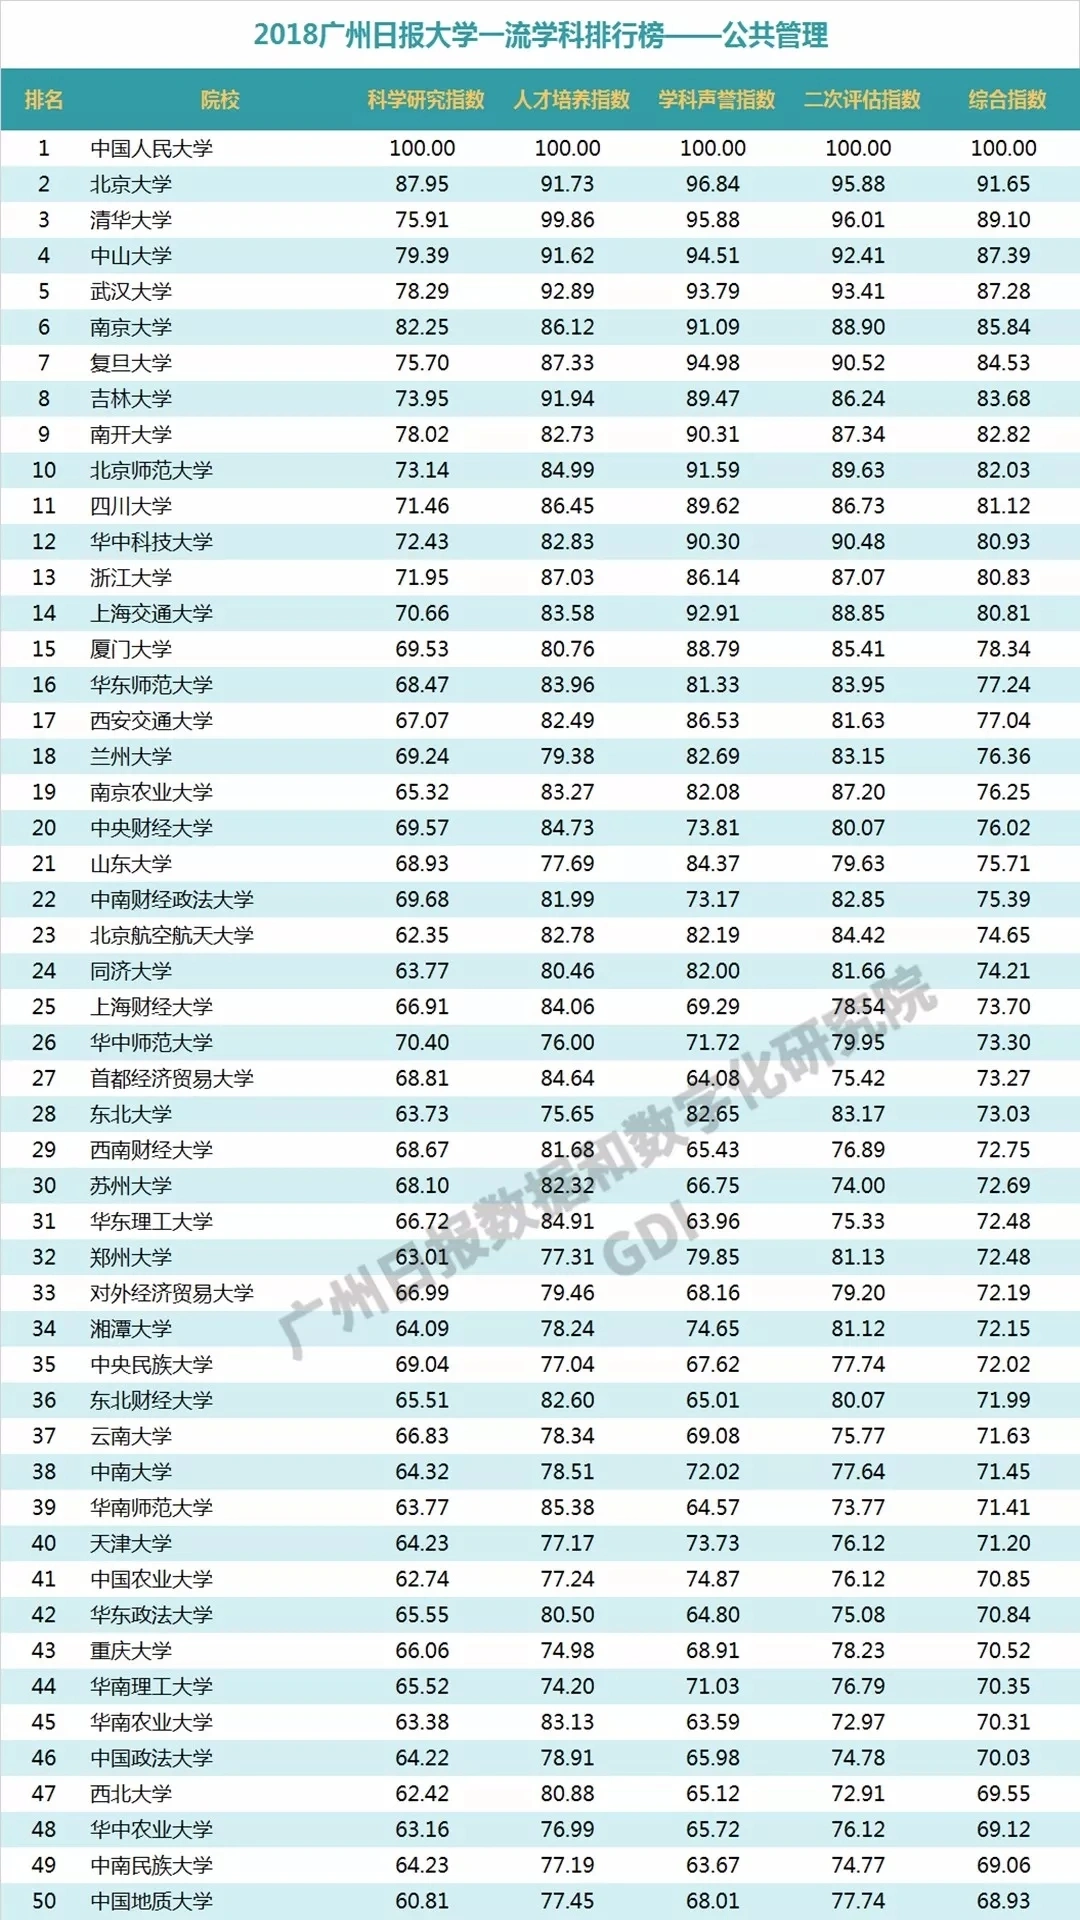 2018广州日报大学一流学科排行榜——公共管理
排名 院校 科学研究指数 人才培养指数 学科声誉指数 二次评估指数 综合指数
1 中国人民大学 100.00 100.00 100.00 100.00 100.00
2 北京大学 87.95 91.73 96.84 95.88 91.65
3 清华大学 75.91 99.86 95.88 96.01 89.10
4 中山大学 79.39 91.62 94.51 92.41 87.39
5 武汉大学 78.29 92.89 93.79 93.41 87.28
6 南京大学 82.25 86.12 91.09 88.90 85.84
7 复旦大学 75.70 87.33 94.98 90.52 84.53
8 吉林大学 73.95 91.94 89.47 86.24 83.68
9 南开大学 78.02 82.73 90.31 87.34 82.82
10 北京师范大学 73.14 84.99 91.59 89.63 82.03
11 四川大学 71.46 86.45 89.62 86.73 81.12
12 华中科技大学 72.43 82.83 90.30 90.48 80.93
13 浙江大学 71.95 87.03 86.14 87.07 80.83
14 上海交通大学 70.66 83.58 92.91 88.85 80.81
15 厦门大学 69.53 80.76 88.79 85.41 78.34
16 华东师范大学 68.47 83.96 81.33 83.95 77.24
17 西安交通大学 67.07 82.49 86.53 81.63 77.04
18 兰州大学 69.24 79.38 82.69 83.15 76.36
19 南京农业大学 65.32 83.27 82.08 87.20 76.25
20 中央财经大学 69.57 84.73 73.81 80.07 76.02
21 山东大学 68.93 77.69 84.37 79.63 75.71
22 中南财经政法大学 69.68 81.99 73.17 82.85 75.39
23 北京航空航天大学 62.35 82.78 82.19 84.42 74.65
24 同济大学 63.77 80.46 82.00 81.66 74.21
25 上海财经大学 66.91 84.06 69.29 78.54 73.70
26 华中师范大学 70.40 76.00 71.72 79.95 73.30
27 首都经济贸易大学 68.81 84.64 64.08 75.42 73.27
28 东北大学 63.73 75.65 82.65 83.17 73.03
29 西南财经大学 68.67 81.68 65.43 76.89 72.75
30 苏州大学 68.10 82.32 66.75 74.00 72.69
31 华东理工大学 66.72 84.91 63.96 75.33 72.48
32 郑州大学 63.01 77.31 79.85 81.13 72.48
33 对外经济贸易大学 66.99 79.46 68.16 79.20 72.19
34 湘潭大学 64.09 78.24 74.65 81.12 72.15
35 中央民族大学 69.04 77.04 67.62 77.74 72.02
36 东北财经大学 65.51 82.60 65.01 80.07 71.99
37 云南大学 66.83 78.34 69.08 75.77 71.63
38 中南大学 64.32 78.51 72.02 77.64 71.45
39 华南师范大学 63.77 85.38 64.57 73.77 71.41
40 天津大学 64.23 77.17 73.73 76.12 71.20
41 中国农业大学 62.74 77.24 74.87 76.12 70.85
42 华东政法大学 65.55 80.50 64.80 75.08 70.84
43 重庆大学 66.06 74.98 68.91 78.23 70.52
44 华南理工大学 65.52 74.20 71.03 76.79 70.35
45 华南农业大学 63.38 83.13 63.59 72.97 70.31
46 中国政法大学 64.22 78.91 65.98 74.78 70.03
47 西北大学 62.42 80.88 65.12 72.91 69.55
48 华中农业大学 63.16 76.99 65.72 76.12 69.12
49 中南民族大学 64.23 77.19 63.67 74.77 69.06
50 中国地质大学 60.81 77.45 68.01 77.74 68.93
广州日报数据和数字化研究院
GDI